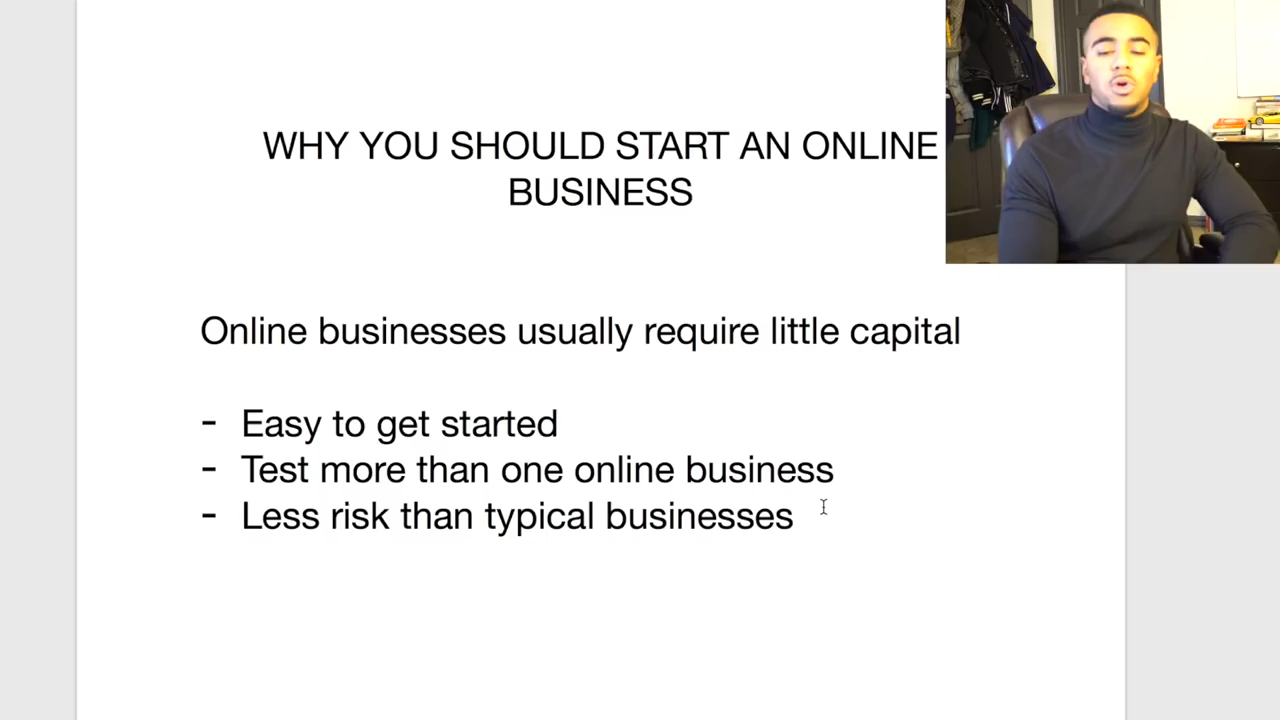 WHY YOU SHOULD START AN ONLINE
BUSINESS
Online businesses usually require little capital
- Easy to get started
- Test more than one online business
- Less risk than typical businesses